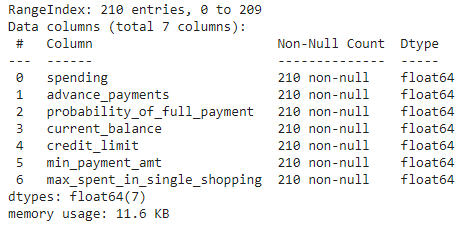 RangeIndex: 210 entries, 0 to 209
Data columns (total 7 columns):
 #   Column                        Non-Null Count  Dtype
---  ------                        --------------  -----
 0   spending                      210 non-null    float64
 1   advance_payments              210 non-null    float64
 2   probability_of_full_payment   210 non-null    float64
 3   current_balance               210 non-null    float64
 4   credit_limit                  210 non-null    float64
 5   min_payment_amt               210 non-null    float64
 6   max_spent_in_single_shopping  210 non-null    float64
dtypes: float64(7)
memory usage: 11.6 KB